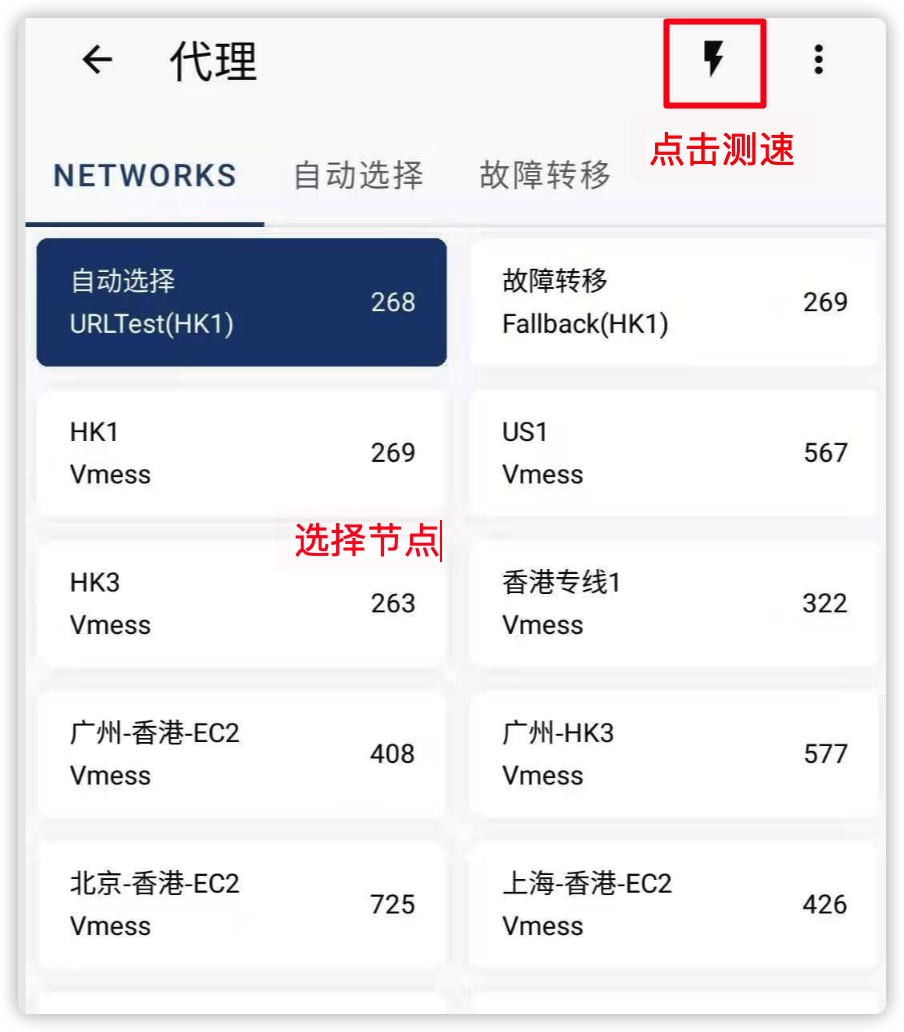 代理
点击测速
NETWORKS 自动选择 故障转移
自动选择
URLTest(HK1)
268
故障转移
Fallback(HK1)
269
HK1
Vmess
269
US1
Vmess
567
选择节点
HK3
Vmess
263
香港专线1
Vmess
322
广州-香港-EC2
Vmess
408
广州-HK3
Vmess
577
北京-香港-EC2
Vmess
725
上海-香港-EC2
Vmess
426